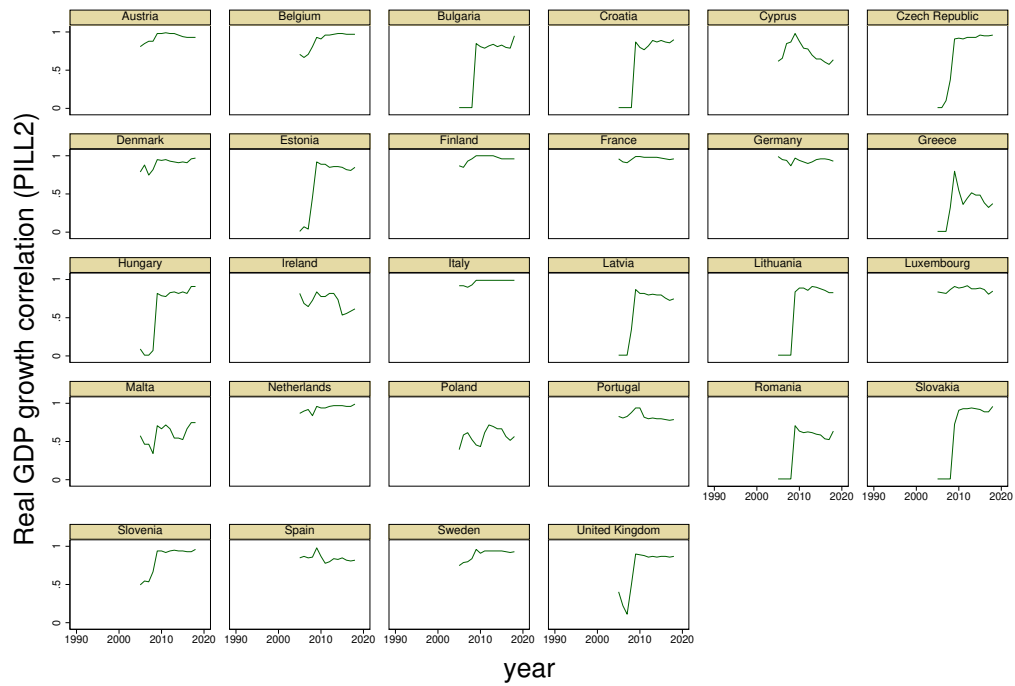 Real GDP growth correlation (PILL2)
Austria Belgium Bulgaria Croatia Cyprus Czech Republic
0 .5 1
Denmark Estonia Finland France Germany Greece
0 .5 1
Hungary Ireland Italy Latvia Lithuania Luxembourg
0 .5 1
Malta Netherlands Poland Portugal Romania Slovakia
0 .5 1
1990 2000 2010 2020 1990 2000 2010 2020
Slovenia Spain Sweden United Kingdom
0 .5 1
1990 2000 2010 2020 1990 2000 2010 2020 1990 2000 2010 2020 1990 2000 2010 2020
year